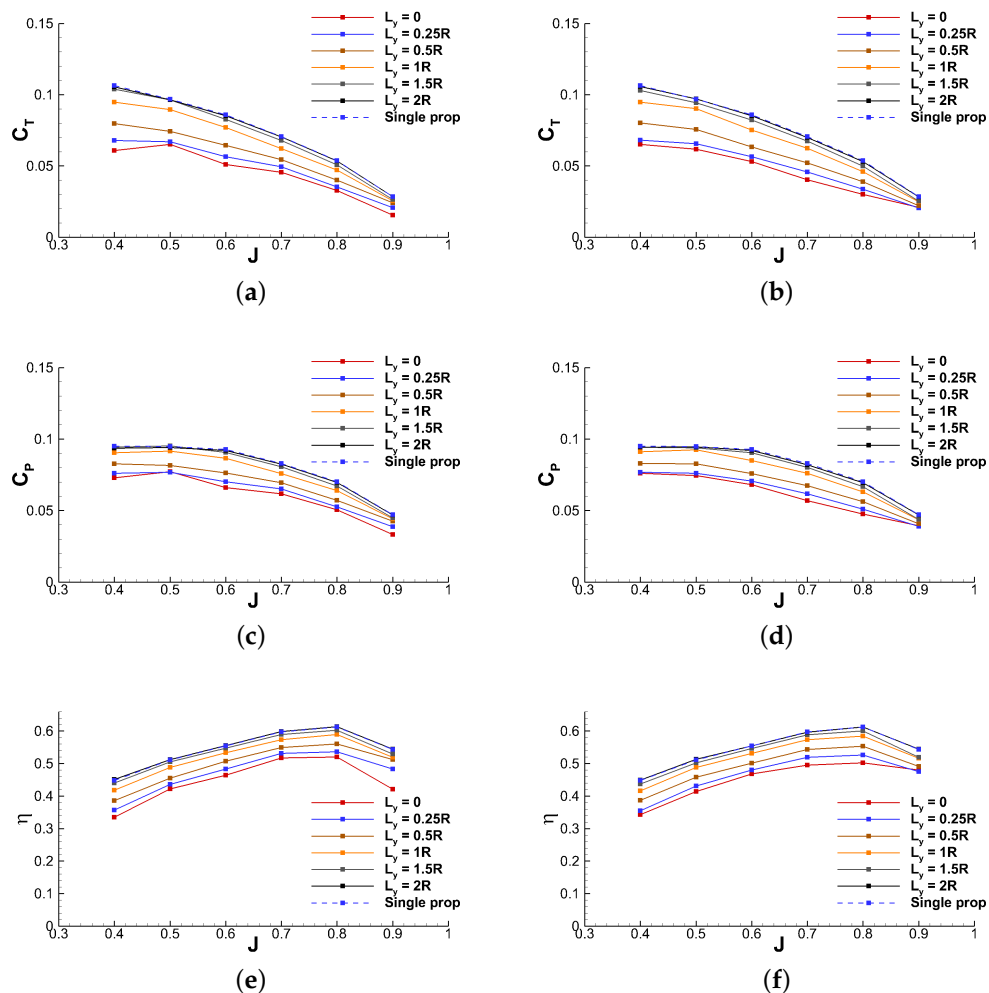 0.15
0.1
0.05
0
C_T
0.3 0.4 0.5 0.6 0.7 0.8 0.9 1
J
L_y = 0
L_y = 0.25R
L_y = 0.5R
L_y = 1R
L_y = 1.5R
L_y = 2R
Single prop
(a)
0.15
0.1
0.05
0
C_T
0.3 0.4 0.5 0.6 0.7 0.8 0.9 1
J
L_y = 0
L_y = 0.25R
L_y = 0.5R
L_y = 1R
L_y = 1.5R
L_y = 2R
Single prop
(b)
0.15
0.1
0.05
0
C_P
0.3 0.4 0.5 0.6 0.7 0.8 0.9 1
J
L_y = 0
L_y = 0.25R
L_y = 0.5R
L_y = 1R
L_y = 1.5R
L_y = 2R
Single prop
(c)
0.15
0.1
0.05
0
C_P
0.3 0.4 0.5 0.6 0.7 0.8 0.9 1
J
L_y = 0
L_y = 0.25R
L_y = 0.5R
L_y = 1R
L_y = 1.5R
L_y = 2R
Single prop
(d)
0.6
0.5
0.4
0.3
0.2
0.1
0
η
0.3 0.4 0.5 0.6 0.7 0.8 0.9 1
J
L_y = 0
L_y = 0.25R
L_y = 0.5R
L_y = 1R
L_y = 1.5R
L_y = 2R
Single prop
(e)
0.6
0.5
0.4
0.3
0.2
0.1
0
η
0.3 0.4 0.5 0.6 0.7 0.8 0.9 1
J
L_y = 0
L_y = 0.25R
L_y = 0.5R
L_y = 1R
L_y = 1.5R
L_y = 2R
Single prop
(f)